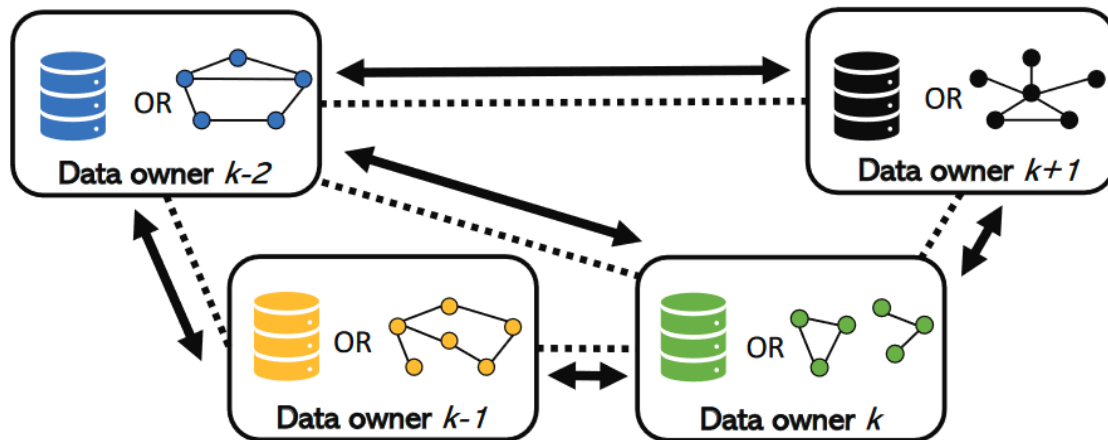 OR
Data owner k-2
OR
Data owner k+1
OR
Data owner k-1
OR
Data owner k